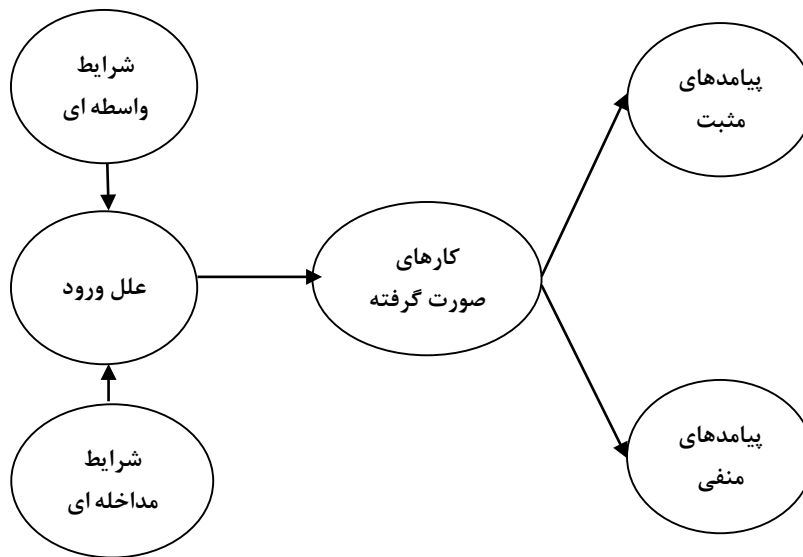 شرایط
واسطه ای
علل ورود
شرایط
مداخله ای
کارهای
صورت گرفته
پیامدهای
مثبت
پیامدهای
منفی